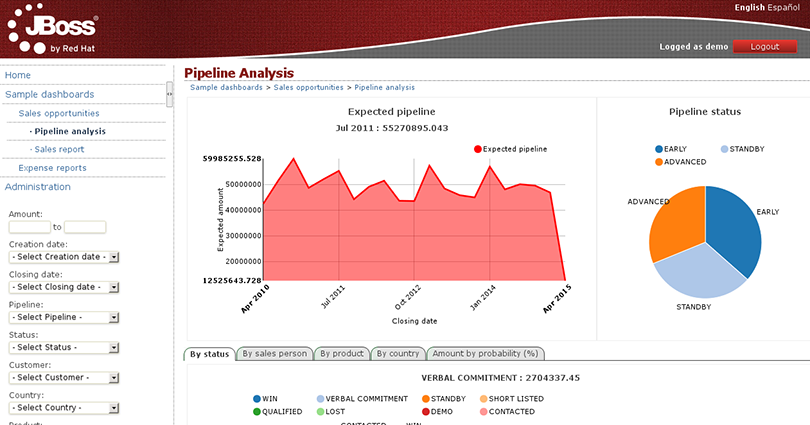 English Español
JBoss
by Red Hat
Logged as demo Logout
Home
Sample dashboards
Sales opportunities
- Pipeline analysis
- Sales report
Expense reports
Administration
Amount:
to
Creation date:
- Select Creation date -
Closing date:
- Select Closing date -
Pipeline:
- Select Pipeline -
Status:
- Select Status -
Customer:
- Select Customer -
Country:
- Select Country -
Pipeline Analysis
Sample dashboards > Sales opportunities > Pipeline analysis
Expected pipeline
Jul 2011 : 55270895.043
Expected pipeline
59985255.528
50000000
40000000
30000000
20000000
12525643.728
Expected amount
Apr 2010
Jul 2011
Oct 2012
Jan 2014
Apr 2015
Closing date
Pipeline status
EARLY STANDBY
ADVANCED
ADVANCED
EARLY
STANDBY
By status By sales person By product By country Amount by probability (%)
VERBAL COMMITMENT : 2704337.45
WIN VERBAL COMMITMENT STANDBY SHORT LISTED
QUALIFIED LOST DEMO CONTACTED